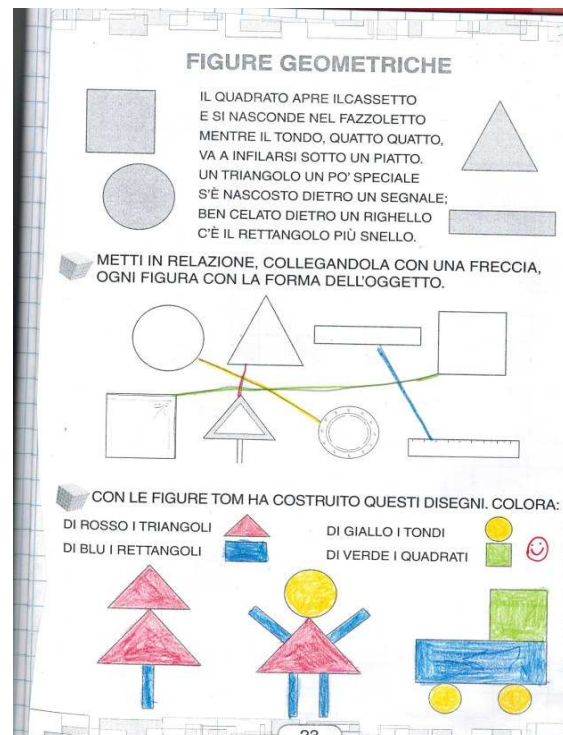 FIGURE GEOMETRICHE
IL QUADRATO APRE ILCASSETTO
E SI NASCONDE NEL FAZZOLETTO
MENTRE IL TONDO, QUATTO QUATTO,
VA A INFILARSI SOTTO UN PIATTO.
UN TRIANGOLO UN PO' SPECIALE
S'È NASCOSTO DIETRO UN SEGNALE;
BEN CELATO DIETRO UN RIGHELLO
C'È IL RETTANGOLO PIÙ SNELLO.
METTI IN RELAZIONE, COLLEGANDOLA CON UNA FRECCIA,
OGNI FIGURA CON LA FORMA DELL'OGGETTO.
CON LE FIGURE TOM HA COSTRUITO QUESTI DISEGNI. COLORA:
DI ROSSO I TRIANGOLI
DI BLU I RETTANGOLI
DI GIALLO I TONDI
DI VERDE I QUADRATI